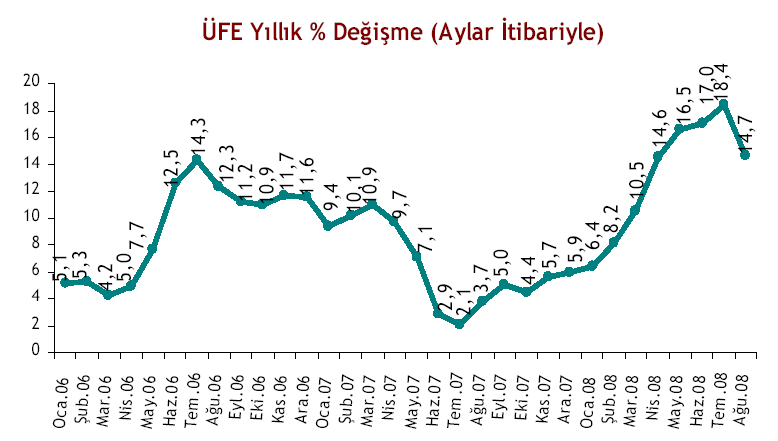 ÜFE Yıllık % Değişme (Aylar İtibariyle)
20
18
16
14
12
10
8
6
4
2
0
5,1
5,3
4,2
5,0
7,7
12,5
14,3
12,3
11,2
10,9
11,7
11,6
9,4
10,1
10,9
9,7
7,1
2,9
2,1
3,7
5,0
4,4
5,7
5,9
6,4
8,2
10,5
14,6
16,5
17,0
18,4
14,7
Oca.06
Şub.06
Mar.06
Nis.06
May.06
Haz.06
Tem.06
Ağu.06
Eyl.06
Eki.06
Kas.06
Ara.06
Oca.07
Şub.07
Mar.07
Nis.07
May.07
Haz.07
Tem.07
Ağu.07
Eyl.07
Eki.07
Kas.07
Ara.07
Oca.08
Şub.08
Mar.08
Nis.08
May.08
Haz.08
Tem.08
Ağu.08